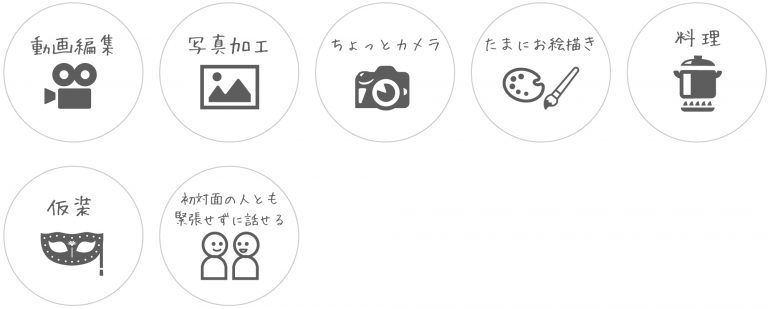 動画編集
写真加工
ちょっとカメラ
たまにお絵描き
料理
仮装
初対面の人とも
緊張せずに話せる